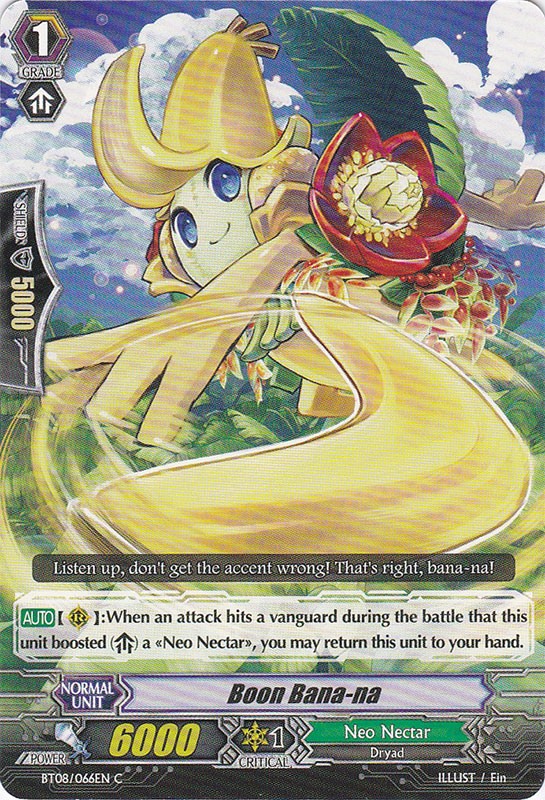 1
GRADE
SHIELD
5000
Listen up, don't get the accent wrong! That's right, bana-na!
AUTO【 R 】:When an attack hits a vanguard during the battle that this
unit boosted ( ) a «Neo Nectar», you may return this unit to your hand.
NORMAL
UNIT
Boon Bana-na
POWER
6000
1
CRITICAL
Neo Nectar
Dryad
BT08/066EN C
ILLUST / Ein